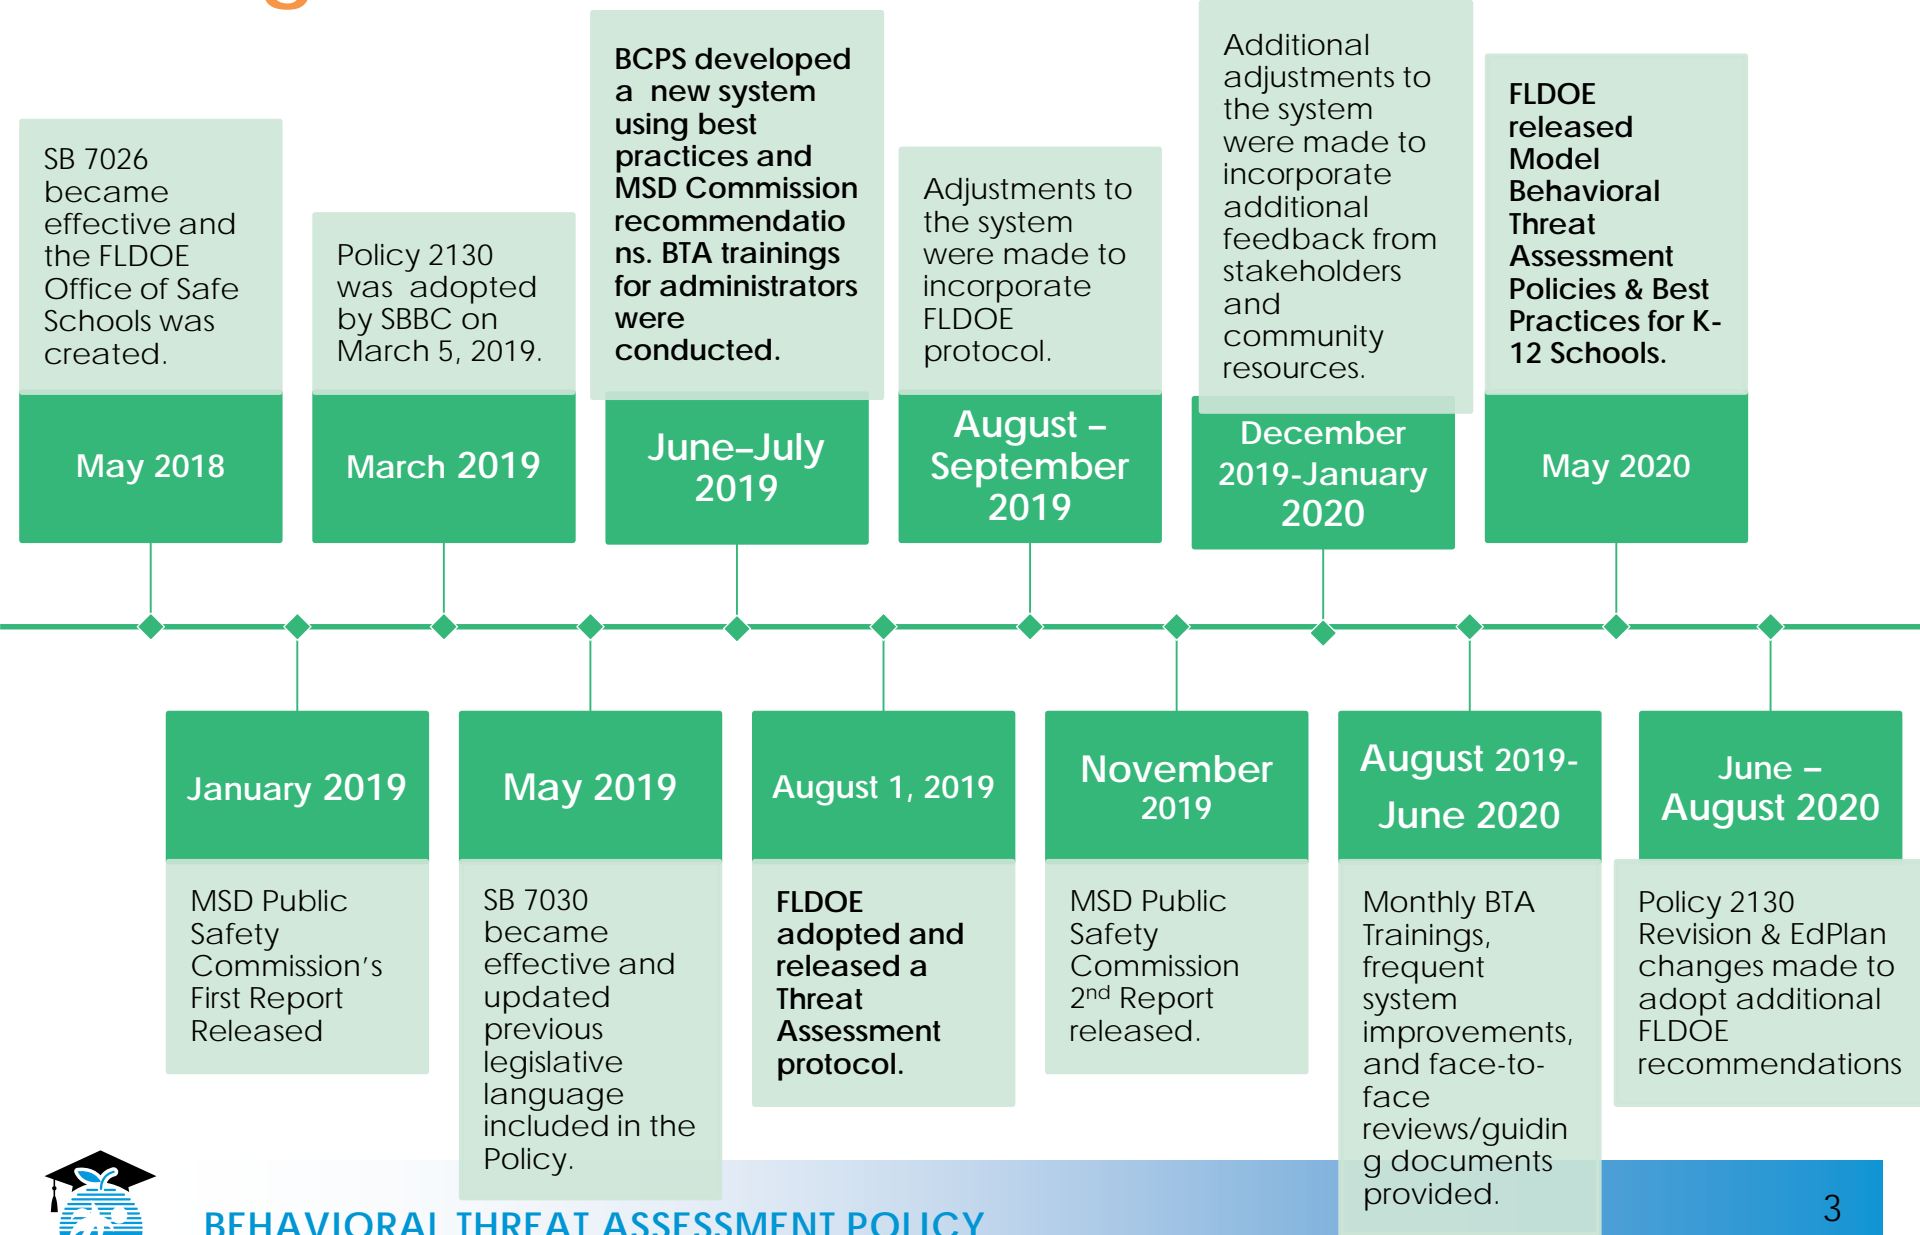 SB 7026
became
effective and
the FLDOE
Office of Safe
Schools was
created.
May 2018
Policy 2130
was adopted
by SBBC on
March 5, 2019.
March 2019
BCPS developed
a new system
using best
practices and
MSD Commission
recommendatio
ns. BTA trainings
for administrators
were
conducted.
June–July
2019
Adjustments to
the system
were made to
incorporate
FLDOE
protocol.
August –
September
2019
Additional
adjustments to
the system
were made to
incorporate
additional
feedback from
stakeholders
and
community
resources.
December
2019-January
2020
FLDOE
released
Model
Behavioral
Threat
Assessment
Policies & Best
Practices for K-
12 Schools.
May 2020
January 2019
MSD Public
Safety
Commission’s
First Report
Released
May 2019
SB 7030
became
effective and
updated
previous
legislative
language
included in the
Policy.
August 1, 2019
FLDOE
adopted and
released a
Threat
Assessment
protocol.
November
2019
MSD Public
Safety
Commission
2nd Report
released.
August 2019-
June 2020
Monthly BTA
Trainings,
frequent
system
improvements,
and face-to-
face
reviews/guidin
g documents
provided.
June –
August 2020
Policy 2130
Revision & EdPlan
changes made to
adopt additional
FLDOE
recommendations
BEHAVIORAL THREAT ASSESSMENT POLICY
3